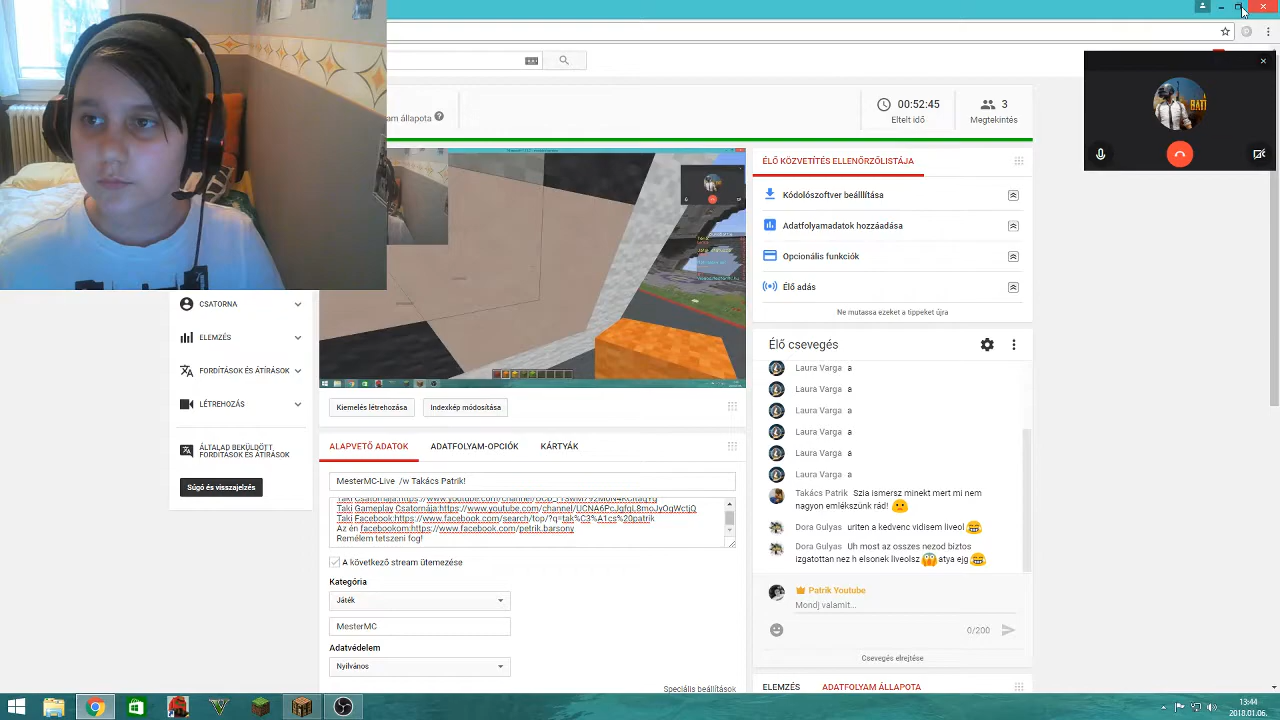 am állapota
00:52:45
Eltelt idő
3
Megtekintés
ÉLŐ KÖZVETÍTÉS ELLENŐRZŐLISTÁJA
Kódolószoftver beállítása
Adatfolyamadatok hozzáadása
Opcionális funkciók
Élő adás
Ne mutassa ezeket a tippeket újra
CSATORNA
ELEMZÉS
FORDÍTÁSOK ÉS ÁTÍRÁSOK
LÉTREHOZÁS
ÁLTALAD BEKÜLDÖTT
FORDÍTÁSOK ÉS ÁTÍRÁSOK
Súgó és visszajelzés
Kiemelés létrehozása
Indexkép módosítása
ALAPVETŐ ADATOK
ADATFOLYAM-OPCIÓK
KÁRTYÁK
MesterMC-Live /w Takács Patrik!
Taki Gameplay Csatornája:https://www.youtube.com/channel/UCNA6PcJgfqL8moJyOqWctjQ
Taki Facebook:https://www.facebook.com/search/top/?q=tak%C3%A1cs%20patrik
Az én facebookom:https://www.facebook.com/petrik.barsony
Remélem tetszeni fog!
A következő stream ütemezése
Kategória
Játék
MesterMC
Adatvédelem
Nyilvános
Speciális beállítások
Élő csevegés
Laura Varga a
Laura Varga a
Laura Varga a
Laura Varga a
Laura Varga a
Laura Varga a
Takács Patrik Szia ismersz minket mert mi nem
nagyon emlékszünk rád!
Dora Gulyas uriten a kedvenc vidisem liveol
Dora Gulyas Uh most az osszes nezod biztos
izgatottan nez h elsonek liveolsz atya ejg
Patrik Youtube
Mondj valamit...
0/200
Csevegés elrejtése
ELEMZÉS
ADATFOLYAM ÁLLAPOTA
13:44
2018.01.06.